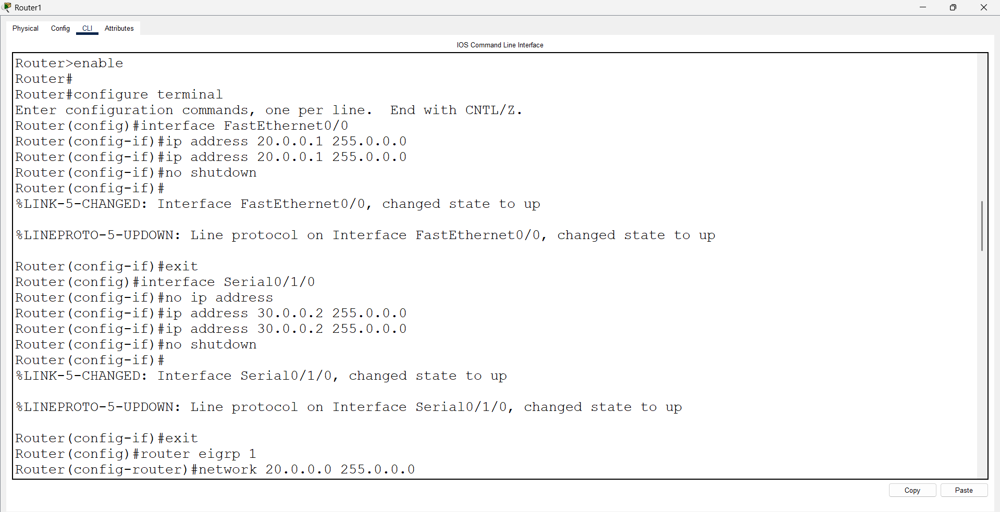 Router1
Physical Config CLI Attributes
IOS Command Line Interface
Router>enable
Router#
Router#configure terminal
Enter configuration commands, one per line.  End with CNTL/Z.
Router(config)#interface FastEthernet0/0
Router(config-if)#ip address 20.0.0.1 255.0.0.0
Router(config-if)#ip address 20.0.0.1 255.0.0.0
Router(config-if)#no shutdown
Router(config-if)#
%LINK-5-CHANGED: Interface FastEthernet0/0, changed state to up
%LINEPROTO-5-UPDOWN: Line protocol on Interface FastEthernet0/0, changed state to up
Router(config-if)#exit
Router(config)#interface Serial0/1/0
Router(config-if)#no ip address
Router(config-if)#ip address 30.0.0.2 255.0.0.0
Router(config-if)#ip address 30.0.0.2 255.0.0.0
Router(config-if)#no shutdown
Router(config-if)#
%LINK-5-CHANGED: Interface Serial0/1/0, changed state to up
%LINEPROTO-5-UPDOWN: Line protocol on Interface Serial0/1/0, changed state to up
Router(config-if)#exit
Router(config)#router eigrp 1
Router(config-router)#network 20.0.0.0 255.0.0.0
Copy Paste